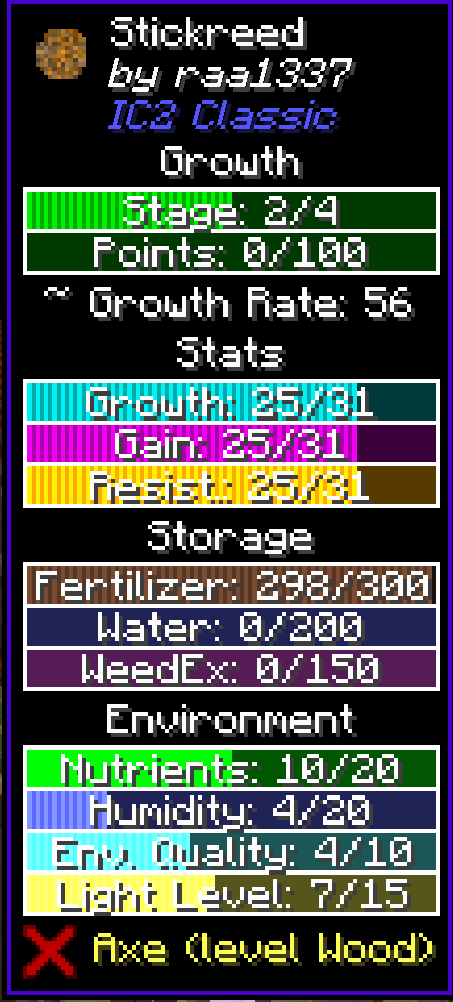 Stickreed
by raa1337
IC2 Classic
Growth
Stage: 2/4
Points: 0/100
~ Growth Rate: 56
Stats
Growth: 25/31
Gain: 25/31
Resist.: 25/31
Storage
Fertilizer: 298/300
Water: 0/200
WeedEx: 0/150
Environment
Nutrients: 10/20
Humidity: 4/20
Env. Quality: 4/10
Light Level: 7/15
Axe (level Wood)